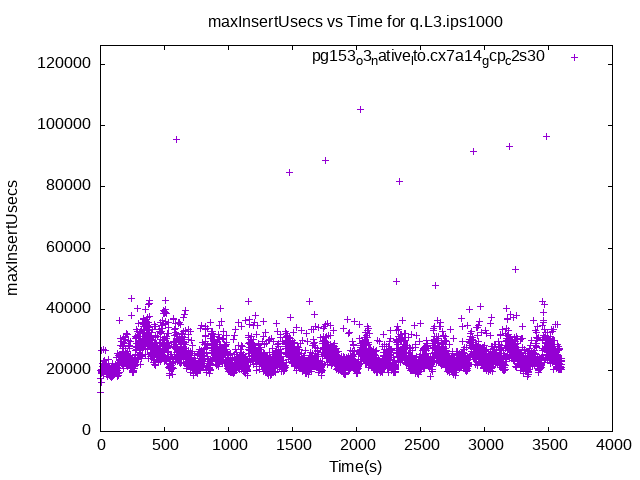 maxInsertUsecs vs Time for q.L3.ips1000
pg153_o3_native_lto.cx7a14_gcp_c2s30
maxInsertUsecs
120000
100000
80000
60000
40000
20000
0
0 500 1000 1500 2000 2500 3000 3500 4000
Time(s)